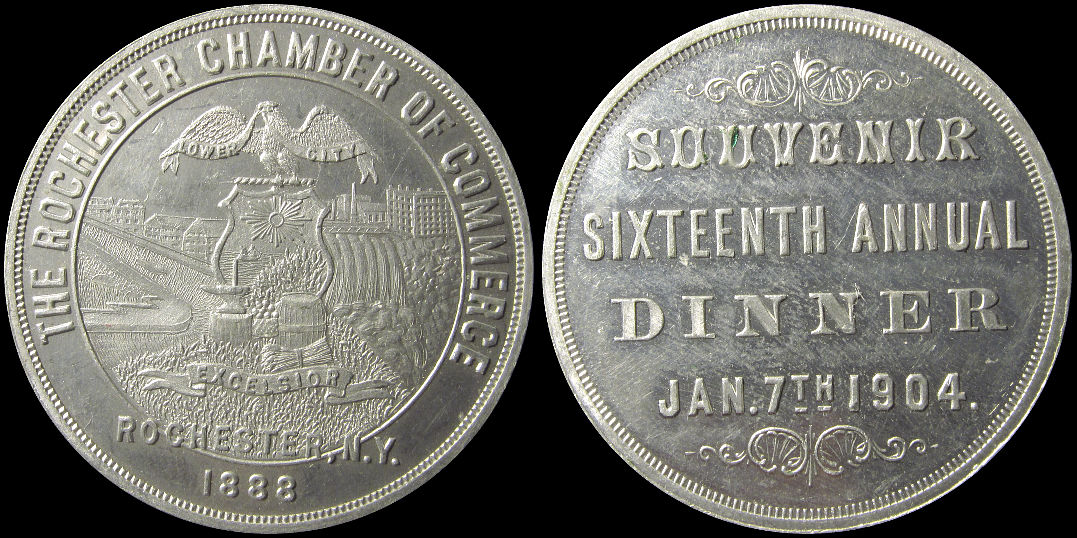 THE ROCHESTER CHAMBER OF COMMERCE
FLOWER CITY
EXCELSIOR
ROCHESTER, N.Y.
1888
SOUVENIR
SIXTEENTH ANNUAL
DINNER
JAN. 7TH 1904.